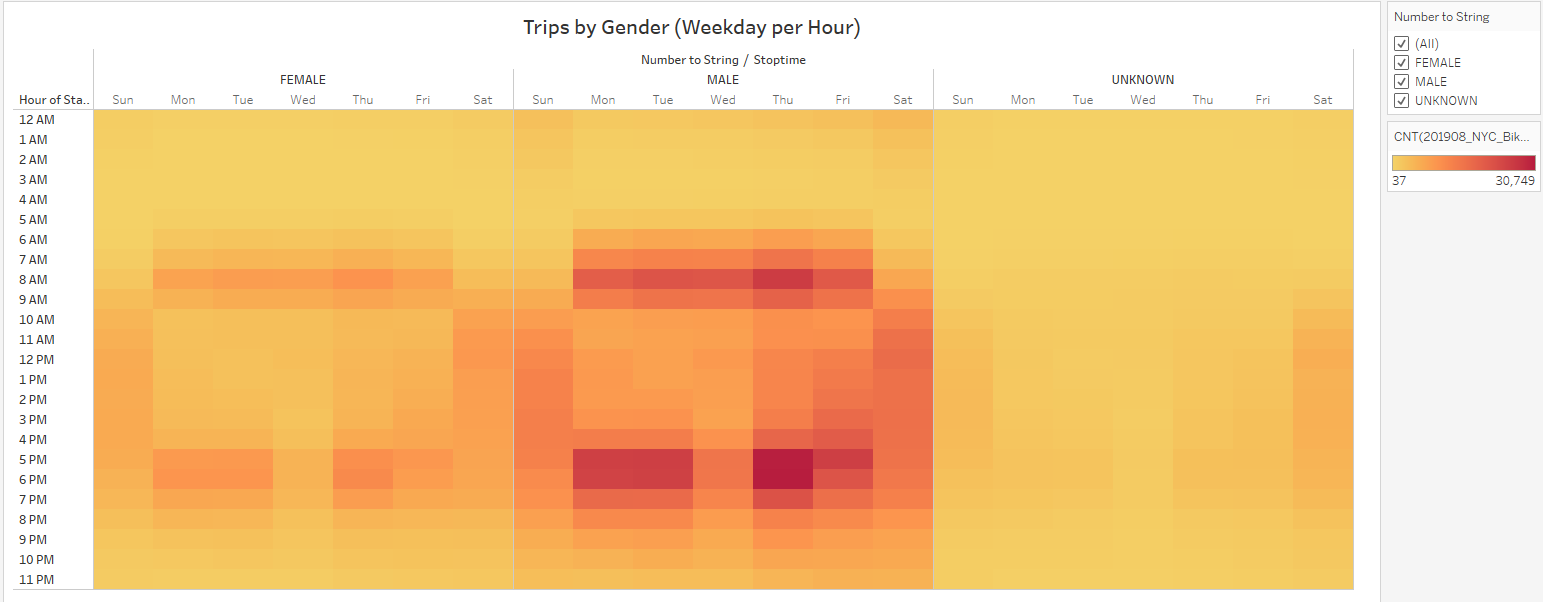 Trips by Gender (Weekday per Hour)
Number to String / Stoptime
FEMALE MALE UNKNOWN
Hour of Sta.. Sun Mon Tue Wed Thu Fri Sat Sun Mon Tue Wed Thu Fri Sat Sun Mon Tue Wed Thu Fri Sat
12 AM
1 AM
2 AM
3 AM
4 AM
5 AM
6 AM
7 AM
8 AM
9 AM
10 AM
11 AM
12 PM
1 PM
2 PM
3 PM
4 PM
5 PM
6 PM
7 PM
8 PM
9 PM
10 PM
11 PM
Number to String
(All)
FEMALE
MALE
UNKNOWN
CNT(201908_NYC_Bik...
37 30,749